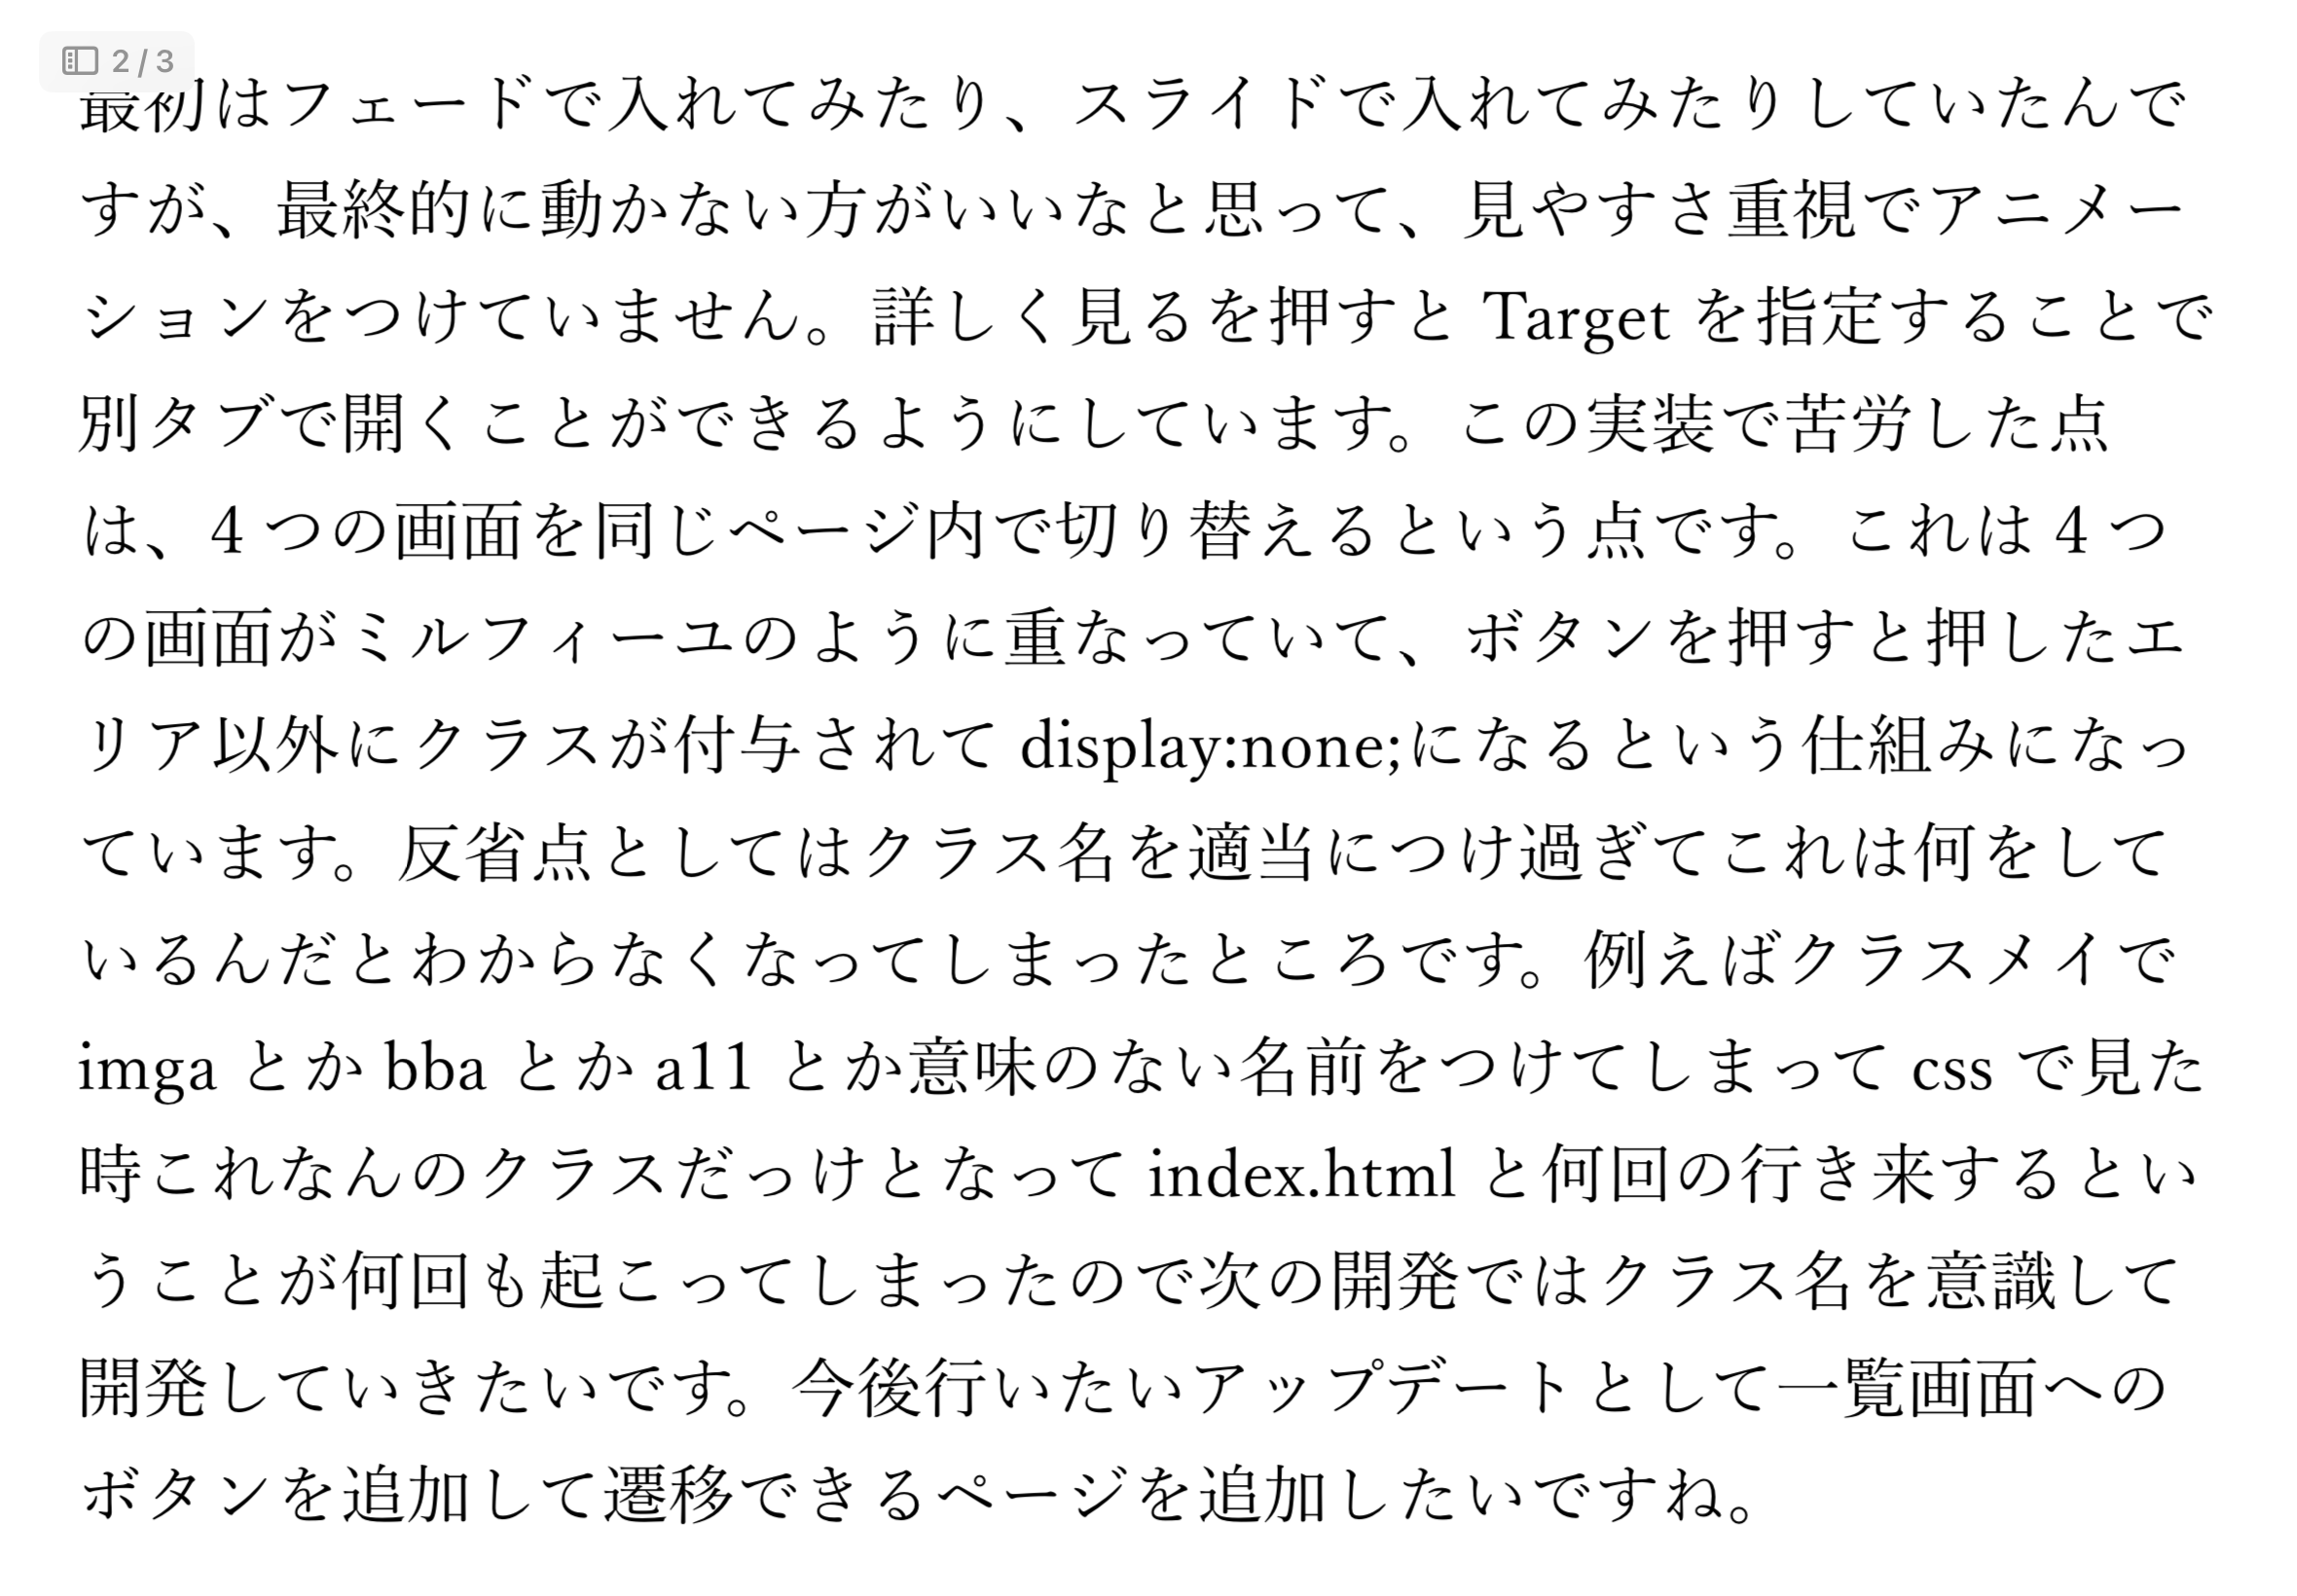 2 / 3
最初はフェードで入れてみたり、スライドで入れてみたりしていたんで
すが、最終的に動かない方がいいなと思って、見やすさ重視でアニメー
ションをつけていません。詳しく見るを押すと Target を指定することで
別タブで開くことができるようにしています。この実装で苦労した点
は、4 つの画面を同じページ内で切り替えるという点です。これは 4 つ
の画面がミルフィーユのように重なっていて、ボタンを押すと押したエ
リア以外にクラスが付与されて display:none;になるという仕組みになっ
ています。反省点としてはクラス名を適当につけ過ぎてこれは何をして
いるんだとわからなくなってしまったところです。例えばクラスメイで
imga とか bba とか a11 とか意味のない名前をつけてしまって css で見た
時これなんのクラスだっけとなって index.html と何回の行き来するとい
うことが何回も起こってしまったので次の開発ではクラス名を意識して
開発していきたいです。今後行いたいアップデートとして一覧画面への
ボタンを追加して遷移できるページを追加したいですね。